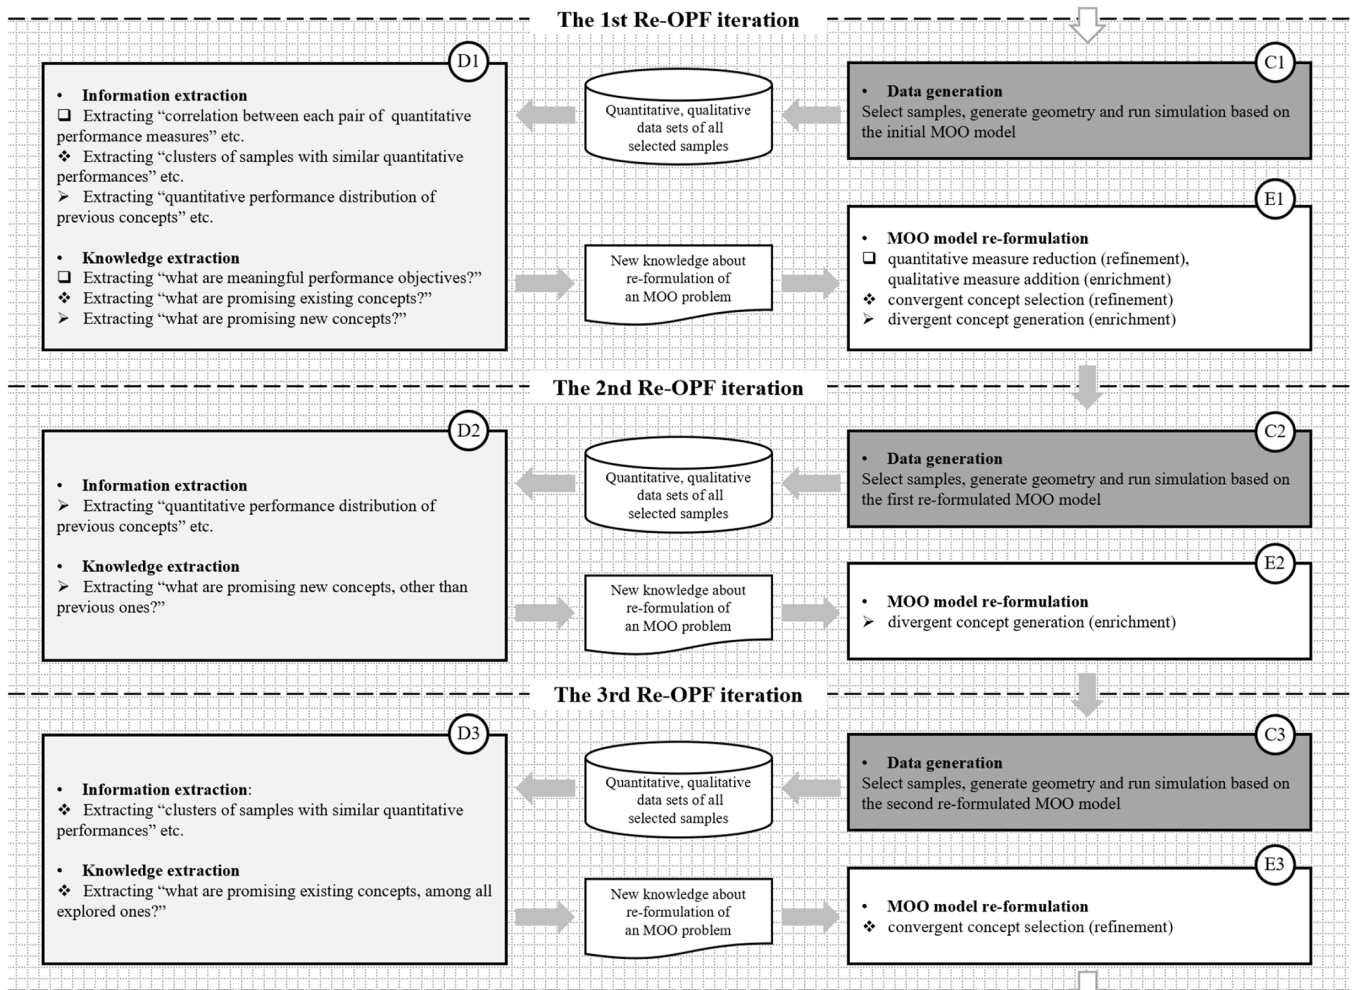 The 1st Re-OPF iteration
D1
• Information extraction
❑ Extracting “correlation between each pair of quantitative
performance measures” etc.
❖ Extracting “clusters of samples with similar quantitative
performances” etc.
➢ Extracting “quantitative performance distribution of
previous concepts” etc.
• Knowledge extraction
❑ Extracting “what are meaningful performance objectives?”
❖ Extracting “what are promising existing concepts?”
➢ Extracting “what are promising new concepts?”
Quantitative, qualitative
data sets of all
selected samples
New knowledge about
re-formulation of
an MOO problem
C1
• Data generation
Select samples, generate geometry and run simulation based on
the initial MOO model
E1
• MOO model re-formulation
❑ quantitative measure reduction (refinement),
qualitative measure addition (enrichment)
❖ convergent concept selection (refinement)
➢ divergent concept generation (enrichment)
The 2nd Re-OPF iteration
D2
• Information extraction
➢ Extracting “quantitative performance distribution of
previous concepts” etc.
• Knowledge extraction
➢ Extracting “what are promising new concepts, other than
previous ones?”
Quantitative, qualitative
data sets of all
selected samples
New knowledge about
re-formulation of
an MOO problem
C2
• Data generation
Select samples, generate geometry and run simulation based on
the first re-formulated MOO model
E2
• MOO model re-formulation
➢ divergent concept generation (enrichment)
The 3rd Re-OPF iteration
D3
• Information extraction:
❖ Extracting “clusters of samples with similar quantitative
performances” etc.
• Knowledge extraction
❖ Extracting “what are promising existing concepts, among all
explored ones?”
Quantitative, qualitative
data sets of all
selected samples
New knowledge about
re-formulation of
an MOO problem
C3
• Data generation
Select samples, generate geometry and run simulation based on
the second re-formulated MOO model
E3
• MOO model re-formulation
❖ convergent concept selection (refinement)